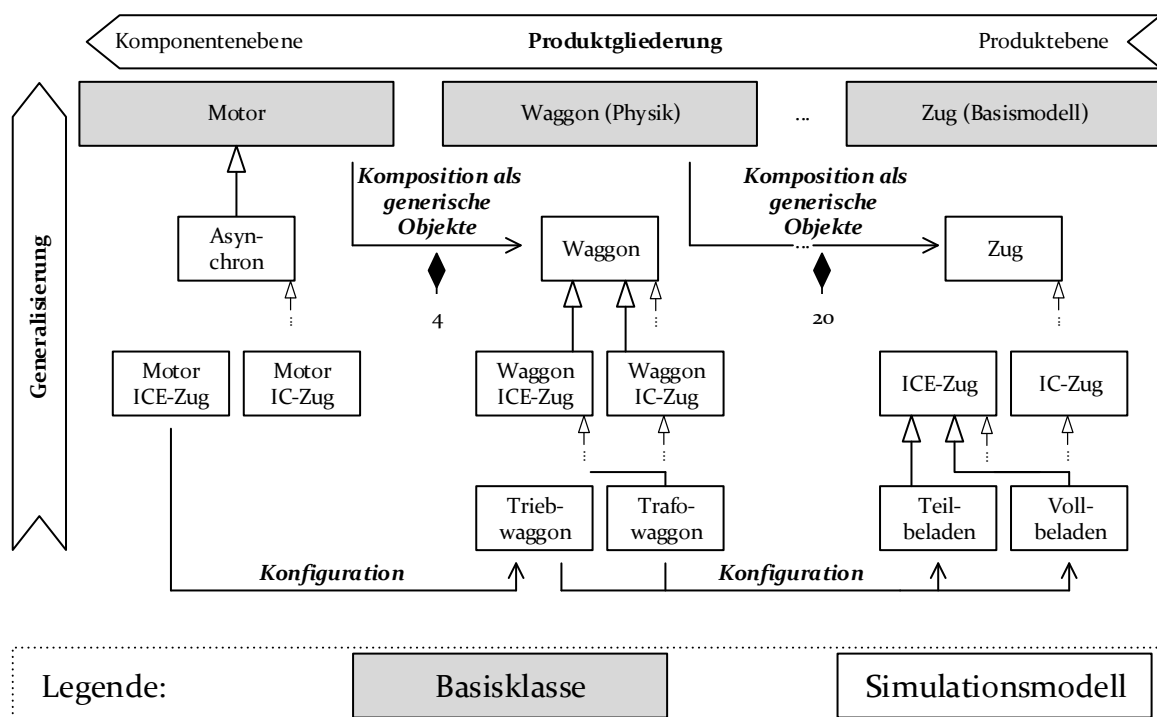 Komponentenebene
Produktgliederung
Produktebene
Generalisierung
Motor
Waggon (Physik)
...
Zug (Basismodell)
Komposition als
generische
Objekte
Komposition als
generische
Objekte
...
Asyn-
chron
Waggon
Zug
4
20
...
...
...
Motor
ICE-Zug
Motor
IC-Zug
Waggon
ICE-Zug
Waggon
IC-Zug
ICE-Zug
IC-Zug
...
...
...
...
Trieb-
waggon
Trafo-
waggon
Teil-
beladen
Voll-
beladen
Konfiguration
Konfiguration
Legende:
Basisklasse
Simulationsmodell